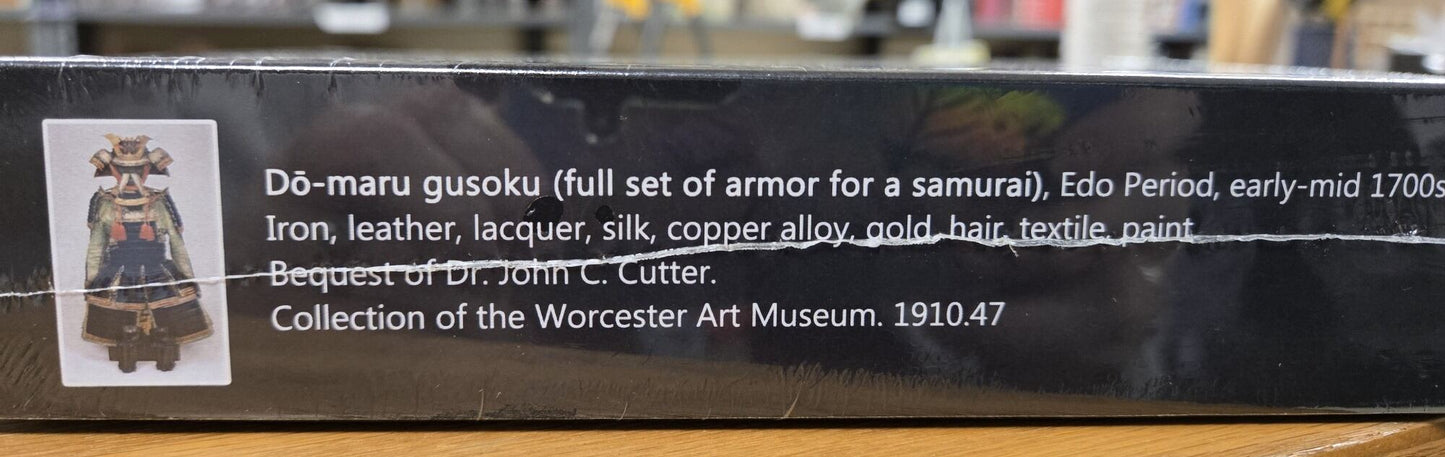 Dō-maru gusoku (full set of armor for a samurai), Edo Period, early-mid 1700s
Iron, leather, lacquer, silk, copper alloy, gold, hair, textile, paint
Bequest of Dr. John C. Cutter.
Collection of the Worcester Art Museum. 1910.47